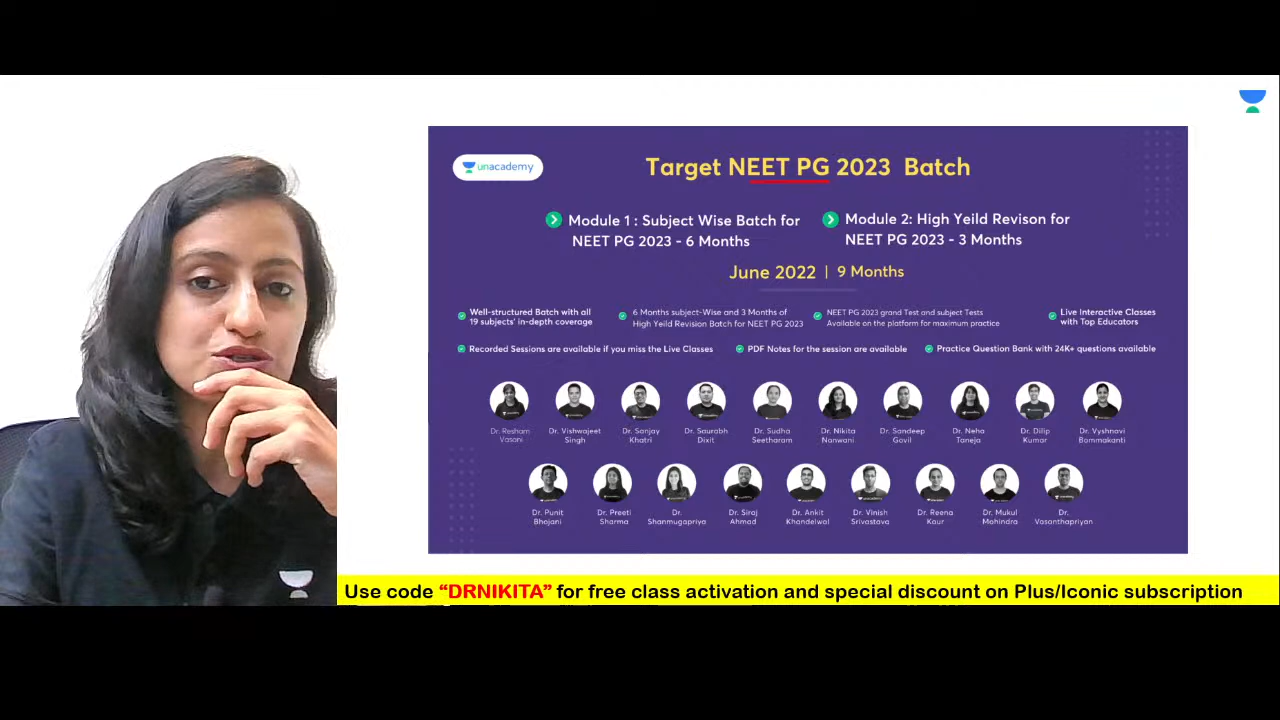 unacademy
Target NEET PG 2023 Batch
Module 1 : Subject Wise Batch for
NEET PG 2023 - 6 Months
Module 2: High Yeild Revison for
NEET PG 2023 - 3 Months
June 2022 | 9 Months
Well-structured Batch with all
19 subjects' in-depth coverage
6 Months subject-Wise and 3 Months of
High Yeild Revision Batch for NEET PG 2023
NEET PG 2023 grand Test and subject Tests
Available on the platform for maximum practice
Live Interactive Classes
with Top Educators
Recorded Sessions are available if you miss the Live Classes
PDF Notes for the session are available
Practice Question Bank with 24K+ questions available
Dr. Resham
Vasani
Dr. Vishwajeet
Singh
Dr. Sanjay
Khatri
Dr. Saurabh
Dixit
Dr. Sudha
Seetharam
Dr. Nikita
Nanwani
Dr. Sandeep
Govil
Dr. Neha
Taneja
Dr. Dilip
Kumar
Dr. Vyshnavi
Bommakanti
Dr. Punit
Bhojani
Dr. Preeti
Sharma
Dr.
Shanmugapriya
Dr. Siraj
Ahmad
Dr. Ankit
Khandelwal
Dr. Vinish
Srivastava
Dr. Reena
Kaur
Dr. Mukul
Mohindra
Dr.
Vasanthapriyan
Use code “DRNIKITA” for free class activation and special discount on Plus/Iconic subscription